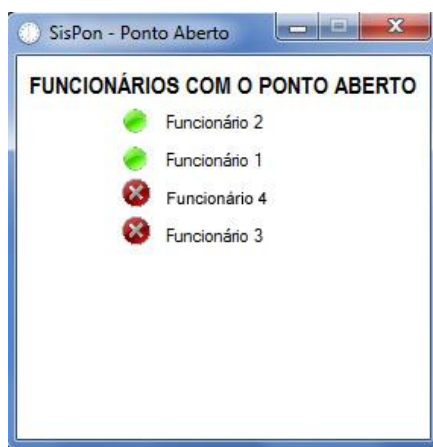 SisPon - Ponto Aberto
FUNCIONÁRIOS COM O PONTO ABERTO
Funcionário 2
Funcionário 1
Funcionário 4
Funcionário 3